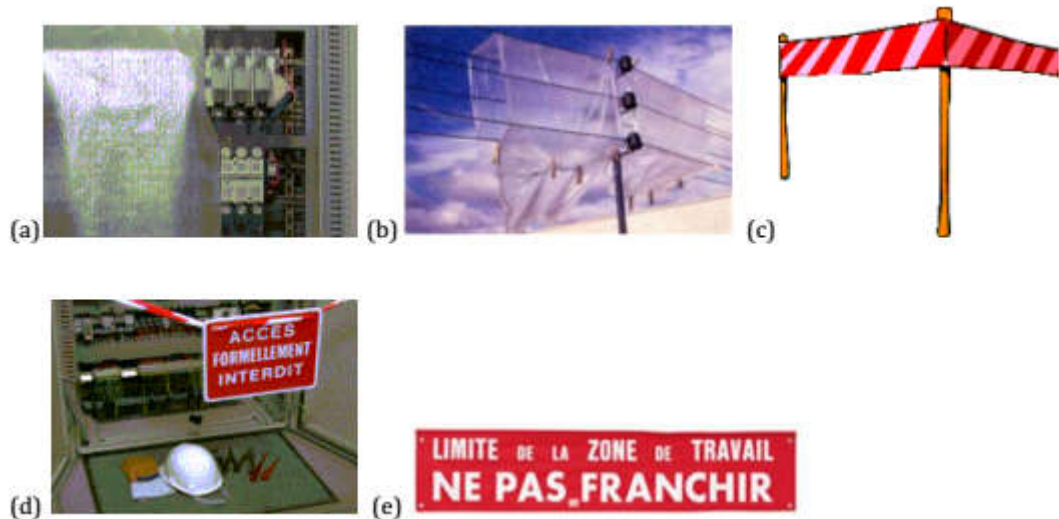 (a)
(b)
(c)
ACCES
FORMELLEMENT
INTERDIT
(d)
LIMITE DE LA ZONE DE TRAVAIL
NE PAS FRANCHIR
(e)